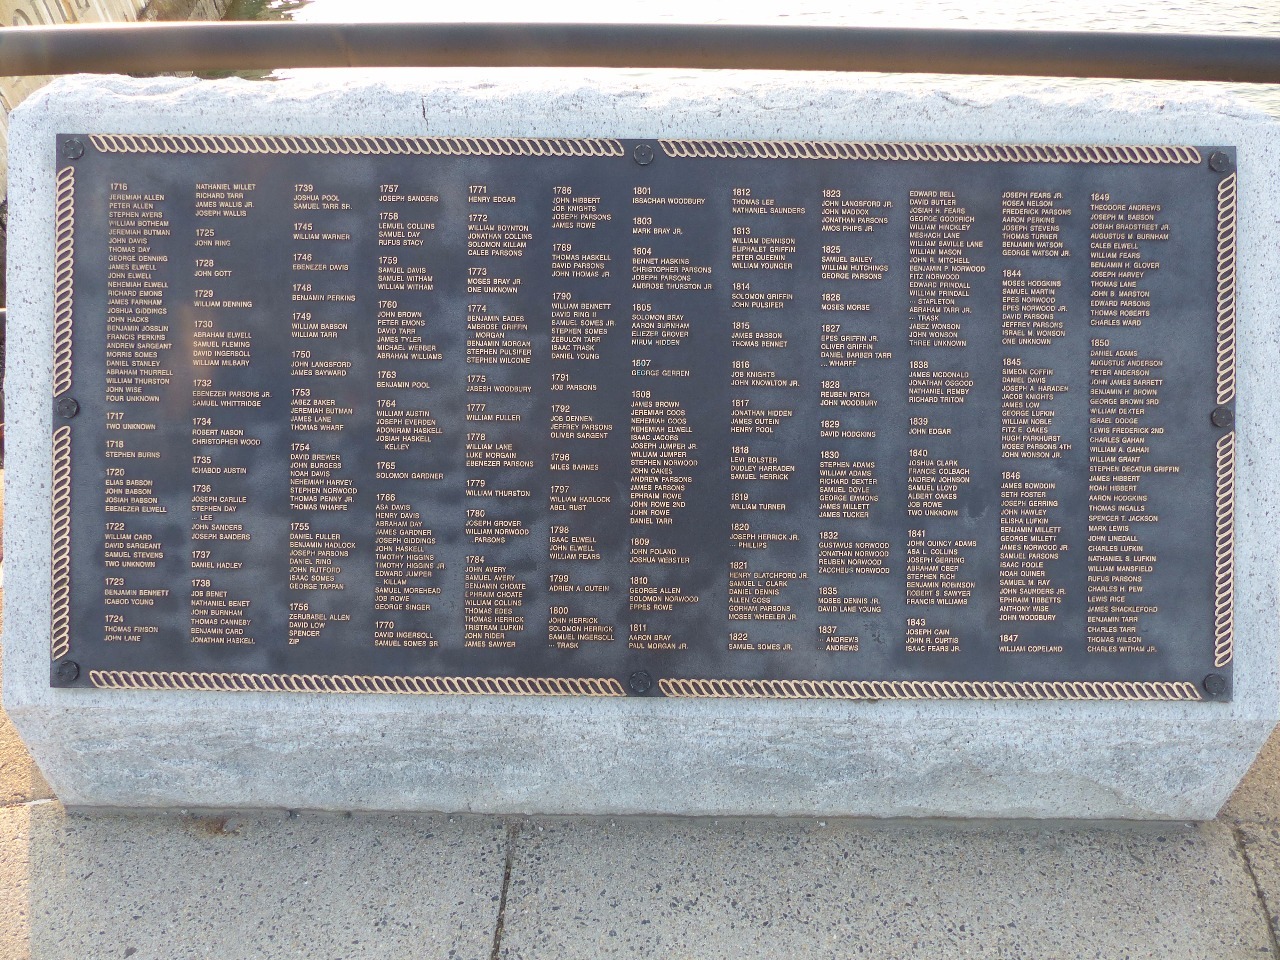 1716
JEREMIAH ALLEN
PETER ALLEN
STEPHEN AYERS
WILLIAM BOTHEAM
JEREMIAH BUTMAN
JOHN DAVIS
THOMAS DAY
GEORGE DENNING
JAMES ELWELL
JOHN ELWELL
NEHEMIAH ELWELL
RICHARD EMONS
JAMES FARNHAM
JOSHUA GIDDINGS
JOHN HACKS
BENJAMIN JOSSLIN
FRANCIS PERKINS
ANDREW SARGEANT
MORRIS SOMES
DANIEL STANLEY
ABRAHAM THURRELL
WILLIAM THURSTON
JOHN WISE
FOUR UNKNOWN
1717
TWO UNKNOWN
1718
STEPHEN BURNS
1720
ELIAS BABSON
JOHN BABSON
JOSIAH BABSON
EBENEZER ELWELL
1722
WILLIAM CARD
DAVID SARGEANT
SAMUEL STEVENS
TWO UNKNOWN
1723
BENJAMIN BENNETT
ICABOD YOUNG
1724
THOMAS FINSON
JOHN LANE
NATHANIEL MILLET
RICHARD TARR
JAMES WALLIS JR.
JOSEPH WALLIS
1725
JOHN RING
1728
JOHN GOTT
1729
WILLIAM DENNING
1730
ABRAHAM ELWELL
SAMUEL FLEMING
DAVID INGERSOLL
WILLIAM MILBARY
1732
EBENEZER PARSONS JR.
SAMUEL WHITTRIDGE
1734
ROBERT NASON
CHRISTOPHER WOOD
1735
ICHABOD AUSTIN
1736
JOSEPH CARLILE
STEPHEN DAY
··· LEE
JOHN SANDERS
JOSEPH SANDERS
1737
DANIEL HADLEY
1738
JOB BENET
NATHANIEL BENET
JOHN BURNHAM
THOMAS CANNEBY
BENJAMIN CARD
JONATHAN HASKELL
1739
JOSHUA POOL
SAMUEL TARR SR.
1745
WILLIAM WARNER
1746
EBENEZER DAVIS
1748
BENJAMIN PERKINS
1749
WILLIAM BABSON
WILLIAM TARR
1750
JOHN LANGSFORD
JAMES SAYWARD
1753
JABEZ BAKER
JEREMIAH BUTMAN
JAMES LANE
THOMAS WHARF
1754
DAVID BREWER
JOHN BURGESS
NOAH DAVIS
NEHEMIAH HARVEY
STEPHEN NORWOOD
THOMAS PENNY JR.
THOMAS WHARFE
1755
DANIEL FULLER
BENJAMIN HADLOCK
JOSEPH PARSONS
DANIEL RING
JOHN RUTFORD
ISAAC SOMES
GEORGE TAPPAN
1756
ZERUBABEL ALLEN
DAVID LOW
SPENCER
ZIP
1757
JOSEPH SANDERS
1758
LEMUEL COLLINS
SAMUEL DAY
RUFUS STACY
1759
SAMUEL DAVIS
SAMUEL WITHAM
WILLIAM WITHAM
1760
JOHN BROWN
PETER EMONS
DAVID TARR
JAMES TYLER
MICHAEL WEBBER
ABRAHAM WILLIAMS
1763
BENJAMIN POOL
1764
WILLIAM AUSTIN
JOSEPH EVERDEN
ADONIRAM HASKELL
JOSIAH HASKELL
KELLEY
1765
SOLOMON GARDNER
1766
ASA DAVIS
HENRY DAVIS
ABRAHAM DAY
JAMES GARDNER
JOSEPH GIDDINGS
JOHN HASKELL
TIMOTHY HIGGINS
TIMOTHY HIGGINS JR
EDWARD JUMPER
KILLAM
SAMUEL MOREHEAD
JOB ROWE
GEORGE SINGER
1770
DAVID INGERSOLL
SAMUEL SOMES SR
1771
HENRY EDGAR
1772
WILLIAM BOYNTON
JONATHAN COLLINS
SOLOMON KILLAM
CALEB PARSONS
1773
MOSES BRAY JR.
ONE UNKNOWN
1774
BENJAMIN EADES
AMBROSE GRIFFIN
··· MORGAN
BENJAMIN MORGAN
STEPHEN PULSIFER
STEPHEN WILCOME
1775
JABESH WOODBURY
1777
WILLIAM FULLER
1778
WILLIAM LANE
LUKE MORGAIN
EBENEZER PARSONS
1779
WILLIAM THURSTON
1780
JOSEPH GROVER
WILLIAM NORWOOD
PARSONS
1784
JOHN AVERY
SAMUEL AVERY
BENJAMIN CHOATE
EPHRAIM CHOATE
WILLIAM COLLINS
THOMAS EDES
THOMAS HERRICK
TRISTRAM LUFKIN
JOHN RIDER
JAMES SAWYER
1786
JOHN HIBBERT
JOB KNIGHTS
JOSEPH PARSONS
JAMES ROWE
1789
THOMAS HASKELL
DAVID PARSONS
JOHN THOMAS JR.
1790
WILLIAM BENNETT
DAVID RING II
SAMUEL SOMES JR.
STEPHEN SOMES
ZEBULON TARR
ISAAC TRASK
DANIEL YOUNG
1791
JOB PARSONS
1792
JOB DENNEN
JEFFREY PARSONS
OLIVER SARGENT
1796
MILES BARNES
1797
WILLIAM HADLOCK
ABEL RUST
1798
ISAAC ELWELL
JOHN ELWELL
WILLIAM FEARS
1799
ADRIEN A. OUTEIN
1800
JOHN HERRICK
SOLOMON HERRICK
SAMUEL INGERSOLL
··· TRASK
1801
ISSACHAR WOODBURY
1803
MARK BRAY JR.
1804
BENNET HASKINS
CHRISTOPHER PARSONS
JOSEPH PARSONS
AMBROSE THURSTON JR
1805
SOLOMON BRAY
AARON BURNHAM
ELIEZER GROVER
NIRUM HIDDEN
1807
GEORGE GERREN
1808
JAMES BROWN
JEREMIAH COOS
NEHEMIAH COOS
NEHEMIAH ELWELL
ISAAC JACOBS
JOSEPH JUMPER JR.
WILLIAM JUMPER
STEPHEN NORWOOD
JOHN OAKES
ANDREW PARSONS
JAMES PARSONS
EPHRAIM ROWE
JOHN ROWE 2ND
JOHN ROWE
DANIEL TARR
1809
JOHN POLAND
JOSHUA WEBSTER
1810
GEORGE ALLEN
SOLOMON NORWOOD
EPPES ROWE
1811
AARON BRAY
PAUL MORGAN JR.
1812
THOMAS LEE
NATHANIEL SAUNDERS
1813
WILLIAM DENNISON
ELIPHALET GRIFFIN
PETER QUEENIN
WILLIAM YOUNGER
1814
SOLOMON GRIFFIN
JOHN PULSIFER
1815
JAMES BABSON
THOMAS BENNET
1816
JOB KNIGHTS
JOHN KNOWLTON JR.
1817
JONATHAN HIDDEN
JAMES OUTEIN
HENRY POOL
1818
LEVI BOLSTER
DUDLEY HARRADEN
SAMUEL HERRICK
1819
WILLIAM TURNER
1820
JOSEPH HERRICK JR.
··· PHILLIPS
1821
HENRY BLATCHFORD JR.
SAMUEL L. CLARK
DANIEL DENNIS
ALLEN GOSS
GORHAM PARSONS
MOSES WHEELER JR.
1822
SAMUEL SOMES JR.
1823
JOHN LANGSFORD JR.
JOHN MADDOX
JONATHAN PARSONS
AMOS PHIPS JR.
1825
SAMUEL BAILEY
WILLIAM HUTCHINGS
GEORGE PARSONS
1826
MOSES MORSE
1827
EPES GRIFFIN JR.
OLIVER GRIFFIN
DANIEL BARBER TARR
··· WHARFF
1828
REUBEN PATCH
JOHN WOODBURY
1829
DAVID HODGKINS
1830
STEPHEN ADAMS
WILLIAM ADAMS
RICHARD DEXTER
SAMUEL DOYLE
GEORGE EMMONS
JAMES MILLETT
JAMES TUCKER
1832
GUSTAVUS NORWOOD
JONATHAN NORWOOD
REUBEN NORWOOD
ZACCHEUS NORWOOD
1835
MOSES DENNIS JR.
DAVID LANE YOUNG
1837
··· ANDREWS
··· ANDREWS
EDWARD BELL
DAVID BUTLER
JOSIAH H. FEARS
GEORGE GOODRICH
WILLIAM HINCKLEY
MESHACH LANE
WILLIAM SAVILLE LANE
WILLIAM MASON
JOHN R. MITCHELL
BENJAMIN P. NORWOOD
FITZ NORWOOD
EDWARD PRINDALL
WILLIAM PRINDALL
··· STAPLETON
ABRAHAM TARR JR.
··· TRASK
JABEZ WONSON
JOHN WONSON
THREE UNKNOWN
1838
JAMES MCDONALD
JONATHAN OSGOOD
NATHANIEL REMBY
RICHARD TRITON
1839
JOHN EDGAR
1840
JOSHUA CLARK
FRANCIS COLBACH
ANDREW JOHNSON
SAMUEL LLOYD
ALBERT OAKES
JOB ROWE
TWO UNKNOWN
1841
JOHN QUINCY ADAMS
ASA L. COLLINS
JOSEPH GERRING
ABRAHAM OBER
STEPHEN RICH
BENJAMIN ROBINSON
ROBERT S. SAWYER
FRANCIS WILLIAMS
1843
JOSEPH CAIN
JOHN R. CURTIS
ISAAC FEARS JR.
JOSEPH FEARS JR.
HOSEA NELSON
FREDERICK PARSONS
AARON PERKINS
JOSEPH STEVENS
THOMAS TURNER
BENJAMIN WATSON
GEORGE WATSON JR.
1844
MOSES HODGKINS
SAMUEL MARTIN
EPES NORWOOD
EPES NORWOOD JR.
DAVID PARSONS
JEFFREY PARSONS
ISRAEL M. WONSON
ONE UNKNOWN
1845
SIMEON COFFIN
DANIEL DAVIS
JOSEPH A. HARADEN
JACOB KNIGHTS
JAMES LOW
GEORGE LUFKIN
WILLIAM NOBLE
FITZ E. OAKES
HUGH PARKHURST
MOSES PARSONS 4TH
JOHN WONSON JR.
1846
JAMES BOWDOIN
SETH FOSTER
JOSEPH GERRING
JOHN HAWLEY
ELISHA LUFKIN
BENJAMIN MILLETT
GEORGE MILLETT
JAMES NORWOOD JR
SAMUEL PARSONS
ISAAC POOLE
NOAH QUINER
SAMUEL M. RAY
JOHN SAUNDERS JR.
EPHRAIM TIBBETTS
ANTHONY WISE
JOHN WOODBURY
1847
WILLIAM COPELAND
1849
THEODORE ANDREWS
JOSEPH M. BABSON
JOSIAH BRADSTREET JR.
AUGUSTUS M. BURNHAM
CALEB ELWELL
WILLIAM FEARS
BENJAMIN H. GLOVER
JOSEPH HARVEY
THOMAS LANE
JOHN B. MARSTON
EDWARD PARSONS
THOMAS ROBERTS
CHARLES WARD
1850
DANIEL ADAMS
AUGUSTUS ANDERSON
PETER ANDERSON
JOHN JAMES BARRETT
BENJAMIN H. BROWN
GEORGE BROWN 3RD
WILLIAM DEXTER
ISRAEL DODGE
LEWIS FREDERICK 2ND
CHARLES GAHAN
WILLIAM A. GAHAN
WILLIAM GRANT
STEPHEN DECATUR GRIFFIN
JAMES HIBBERT
NOAH HIBBERT
AARON HODGKINS
THOMAS INGALLS
SPENCER T. JACKSON
MARK LEWIS
JOHN LINEDALL
CHARLES LUFKIN
NATHANIEL S. LUFKIN
WILLIAM MANSFIELD
RUFUS PARSONS
CHARLES H. PEW
LEWIS RICE
JAMES SHACKLEFORD
BENJAMIN TARR
CHARLES TARR
THOMAS WILSON
CHARLES WITHAM JR.